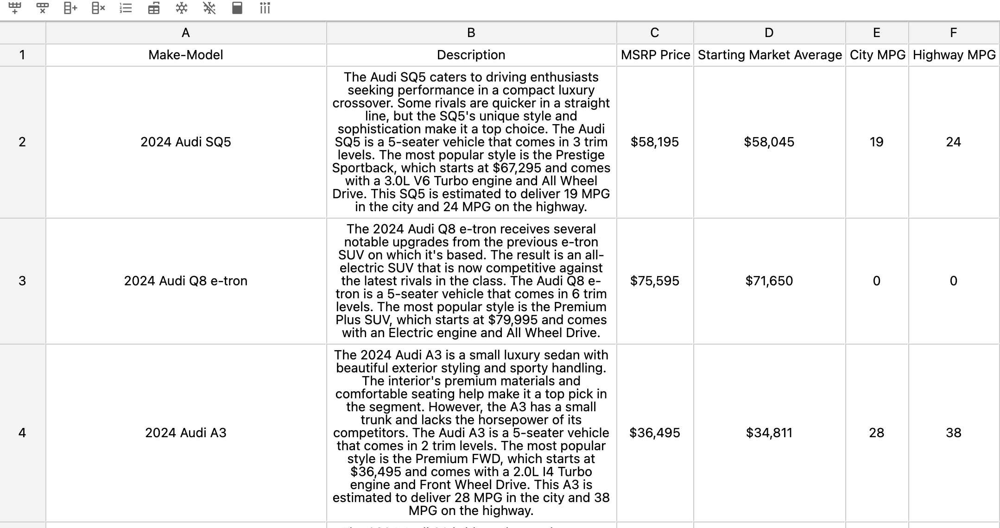 A B C D E F
1 Make-Model Description MSRP Price Starting Market Average City MPG Highway MPG
The Audi SQ5 caters to driving enthusiasts
seeking performance in a compact luxury
crossover. Some rivals are quicker in a straight
line, but the SQ5's unique style and
sophistication make it a top choice. The Audi
2 2024 Audi SQ5 SQ5 is a 5-seater vehicle that comes in 3 trim $58,195 $58,045 19 24
levels. The most popular style is the Prestige
Sportback, which starts at $67,295 and comes
with a 3.0L V6 Turbo engine and All Wheel
Drive. This SQ5 is estimated to deliver 19 MPG
in the city and 24 MPG on the highway.
The 2024 Audi Q8 e-tron receives several
notable upgrades from the previous e-tron
SUV on which it's based. The result is an all-
electric SUV that is now competitive against
3 2024 Audi Q8 e-tron the latest rivals in the class. The Audi Q8 e- $75,595 $71,650 0 0
tron is a 5-seater vehicle that comes in 6 trim
levels. The most popular style is the Premium
Plus SUV, which starts at $79,995 and comes
with an Electric engine and All Wheel Drive.
The 2024 Audi A3 is a small luxury sedan with
beautiful exterior styling and sporty handling.
The interior's premium materials and
comfortable seating help make it a top pick in
the segment. However, the A3 has a small
trunk and lacks the horsepower of its
4 2024 Audi A3 competitors. The Audi A3 is a 5-seater vehicle $36,495 $34,811 28 38
that comes in 2 trim levels. The most popular
style is the Premium FWD, which starts at
$36,495 and comes with a 2.0L I4 Turbo
engine and Front Wheel Drive. This A3 is
estimated to deliver 28 MPG in the city and 38
MPG on the highway.